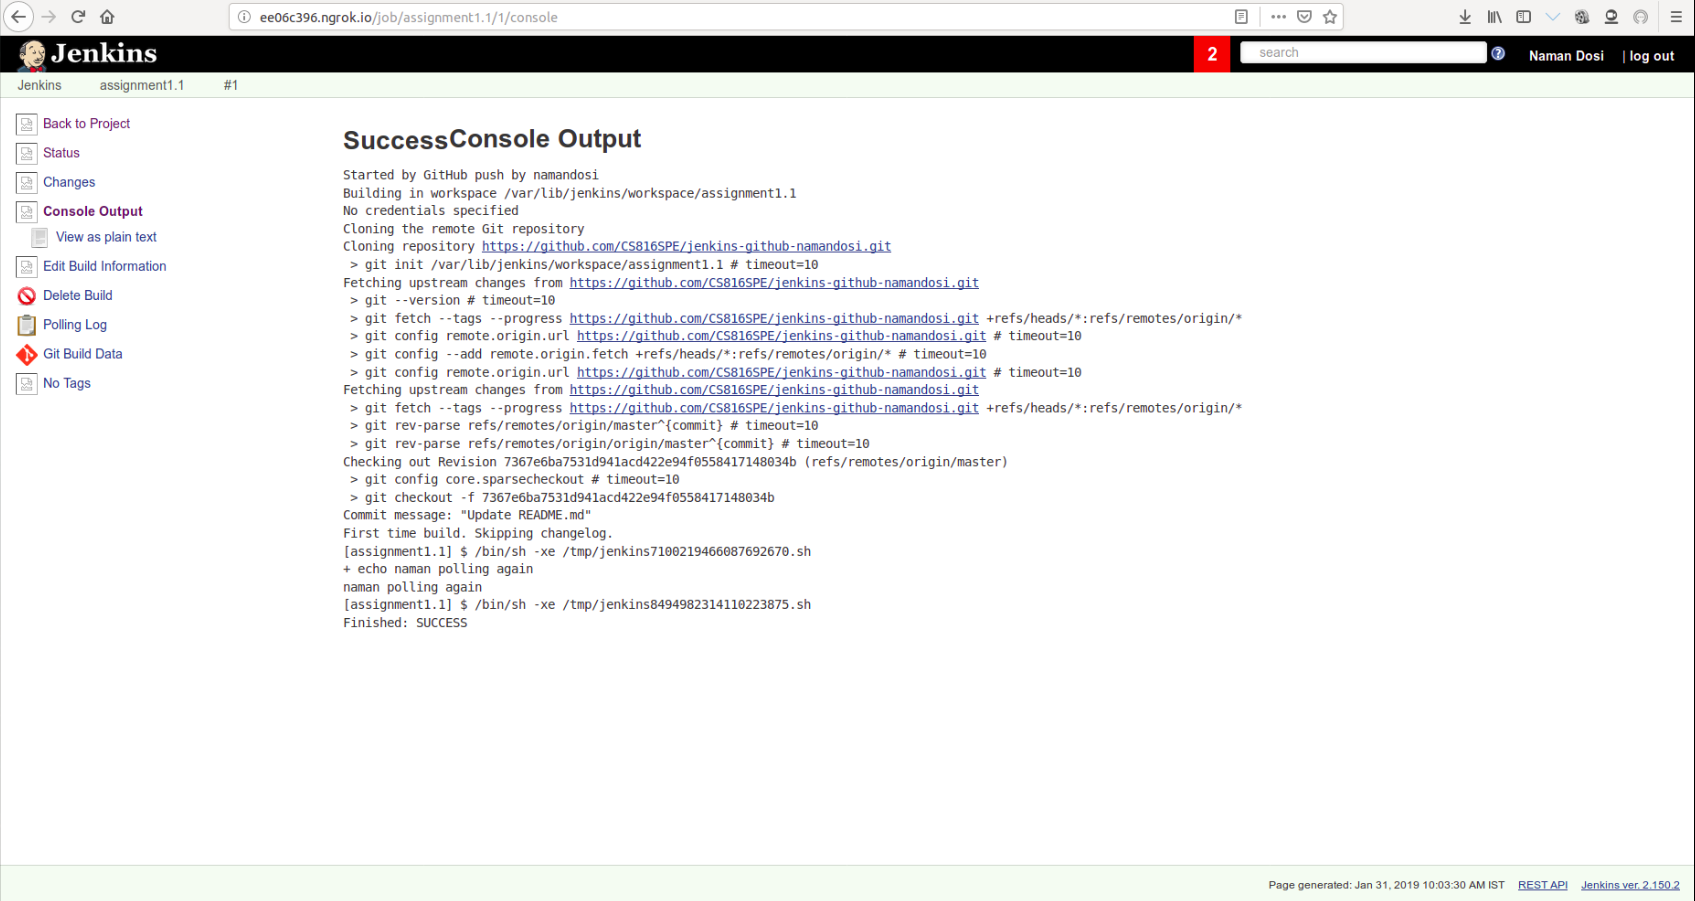 ee06c396.ngrok.io/job/assignment1.1/1/console
Jenkins
2
search
Naman Dosi
| log out
Jenkins
assignment1.1
#1
Back to Project
Status
Changes
Console Output
View as plain text
Edit Build Information
Delete Build
Polling Log
Git Build Data
No Tags
SuccessConsole Output
Started by GitHub push by namandosi
Building in workspace /var/lib/jenkins/workspace/assignment1.1
No credentials specified
Cloning the remote Git repository
Cloning repository https://github.com/CS816SPE/jenkins-github-namandosi.git
> git init /var/lib/jenkins/workspace/assignment1.1 # timeout=10
Fetching upstream changes from https://github.com/CS816SPE/jenkins-github-namandosi.git
> git --version # timeout=10
> git fetch --tags --progress https://github.com/CS816SPE/jenkins-github-namandosi.git +refs/heads/*:refs/remotes/origin/*
> git config remote.origin.url https://github.com/CS816SPE/jenkins-github-namandosi.git # timeout=10
> git config --add remote.origin.fetch +refs/heads/*:refs/remotes/origin/* # timeout=10
> git config remote.origin.url https://github.com/CS816SPE/jenkins-github-namandosi.git # timeout=10
Fetching upstream changes from https://github.com/CS816SPE/jenkins-github-namandosi.git
> git fetch --tags --progress https://github.com/CS816SPE/jenkins-github-namandosi.git +refs/heads/*:refs/remotes/origin/*
> git rev-parse refs/remotes/origin/master^{commit} # timeout=10
> git rev-parse refs/remotes/origin/origin/master^{commit} # timeout=10
Checking out Revision 7367e6ba7531d941acd422e94f0558417148034b (refs/remotes/origin/master)
> git config core.sparsecheckout # timeout=10
> git checkout -f 7367e6ba7531d941acd422e94f0558417148034b
Commit message: "Update README.md"
First time build. Skipping changelog.
[assignment1.1] $ /bin/sh -xe /tmp/jenkins7100219466087692670.sh
+ echo naman polling again
naman polling again
[assignment1.1] $ /bin/sh -xe /tmp/jenkins8494982314110223875.sh
Finished: SUCCESS
Page generated: Jan 31, 2019 10:03:30 AM IST
REST API
Jenkins ver. 2.150.2